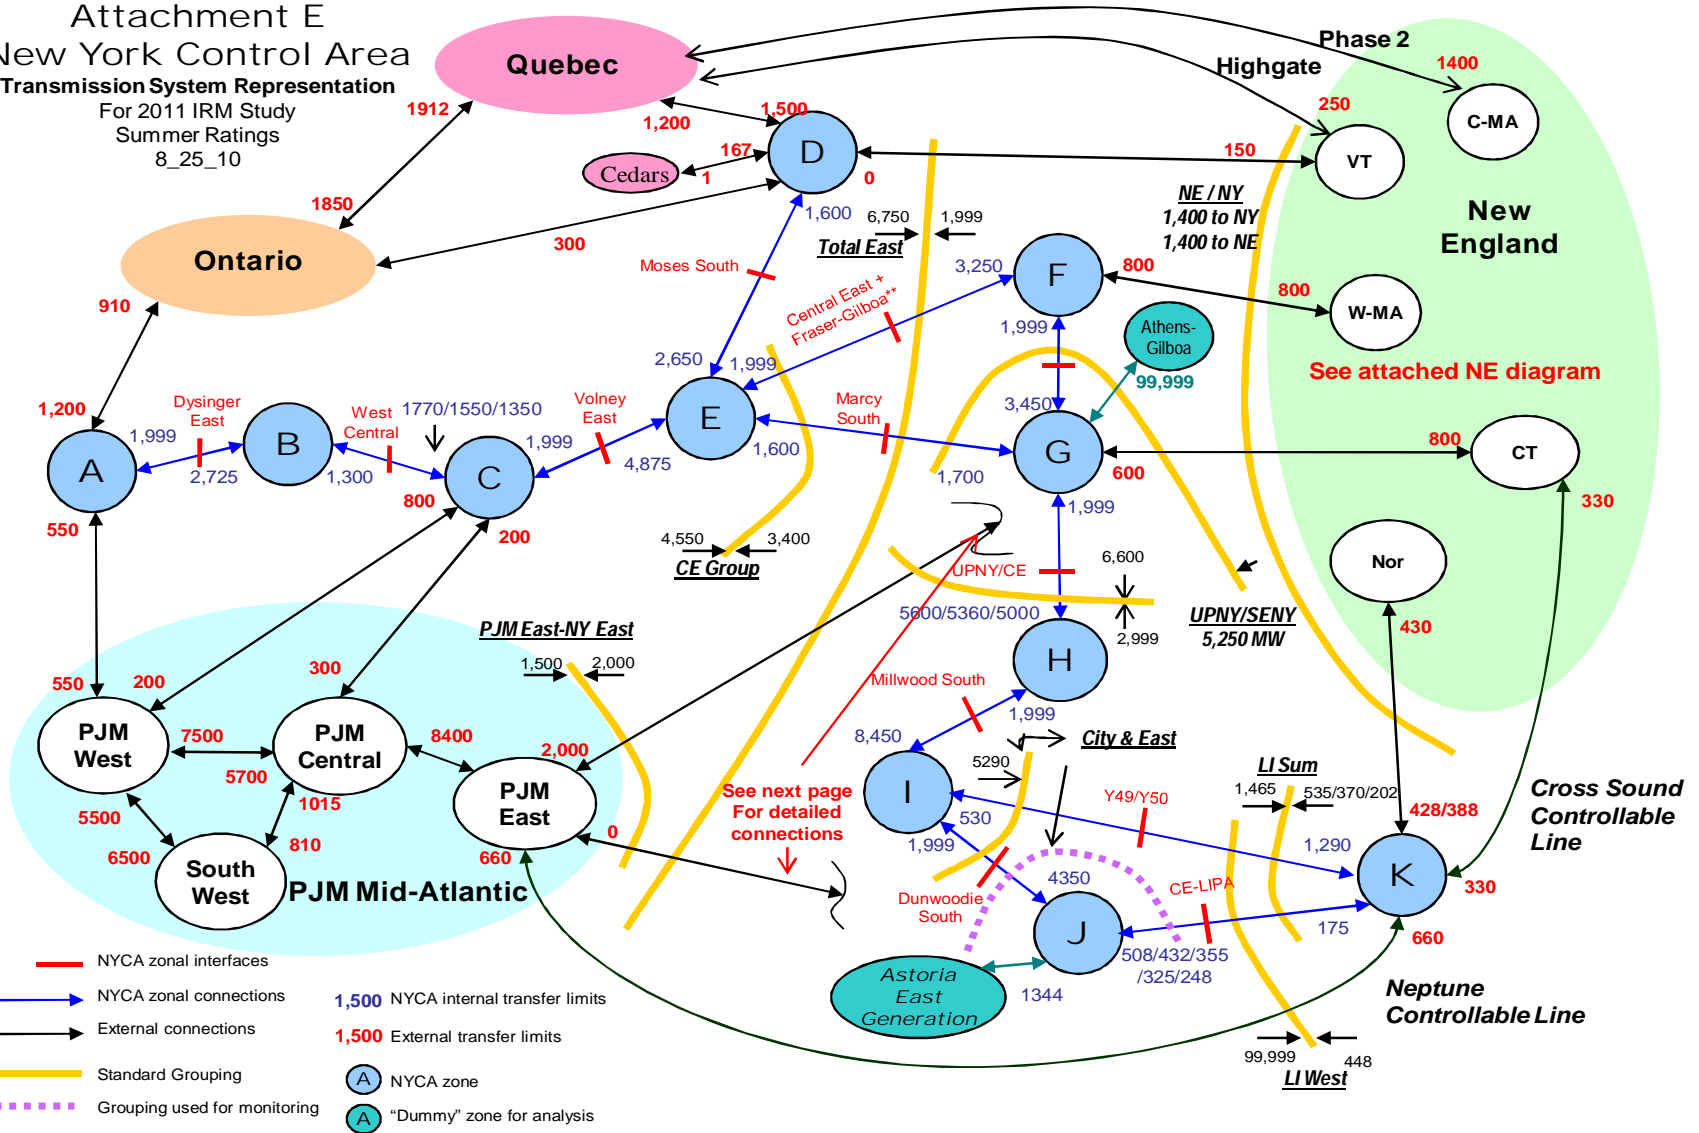 Attachment E
New York Control Area
Transmission System Representation
For 2011 IRM Study
Summer Ratings
8_25_10
Quebec
Phase 2
Highgate
1400
250
C-MA
VT
1912
1,200
1,500
D
167
Cedars
1
0
150
NE / NY
1,400 to NY
1,400 to NE
New
England
1850
Ontario
300
1,600
6,750
1,999
Total East
Moses South
3,250
F
800
800
W-MA
910
Central East +
Fraser-Gilboa**
1,999
Athens-
Gilboa
99,999
See attached NE diagram
2,650
1,999
1,200
Dysinger
East
West
Central
1770/1550/1350
Volney
East
Marcy
South
3,450
A
1,999
B
C
1,999
E
G
800
CT
2,725
1,300
4,875
1,600
1,700
600
800
200
1,999
330
550
4,550
3,400
CE Group
UPNY/CE
6,600
Nor
5600/5360/5000
2,999
UPNY/SENY
5,250 MW
430
PJM East-NY East
1,500
2,000
H
550
200
300
Millwood South
1,999
PJM
West
7500
PJM
Central
8400
2,000
8,450
City & East
5700
1015
5290
LI Sum
5500
PJM
East
See next page
For detailed
connections
I
530
Y49/Y50
1,465
535/370/202
428/388
Cross Sound
Controllable
Line
6500
810
0
1,999
1,290
South
West
PJM Mid-Atlantic
660
4350
CE-LIPA
K
330
Dunwoodie
South
J
175
660
508/432/355
/325/248
Astoria
East
Generation
1344
Neptune
Controllable Line
99,999
448
LI West
NYCA zonal interfaces
NYCA zonal connections
1,500 NYCA internal transfer limits
External connections
1,500 External transfer limits
Standard Grouping
A NYCA zone
Grouping used for monitoring
A “Dummy” zone for analysis